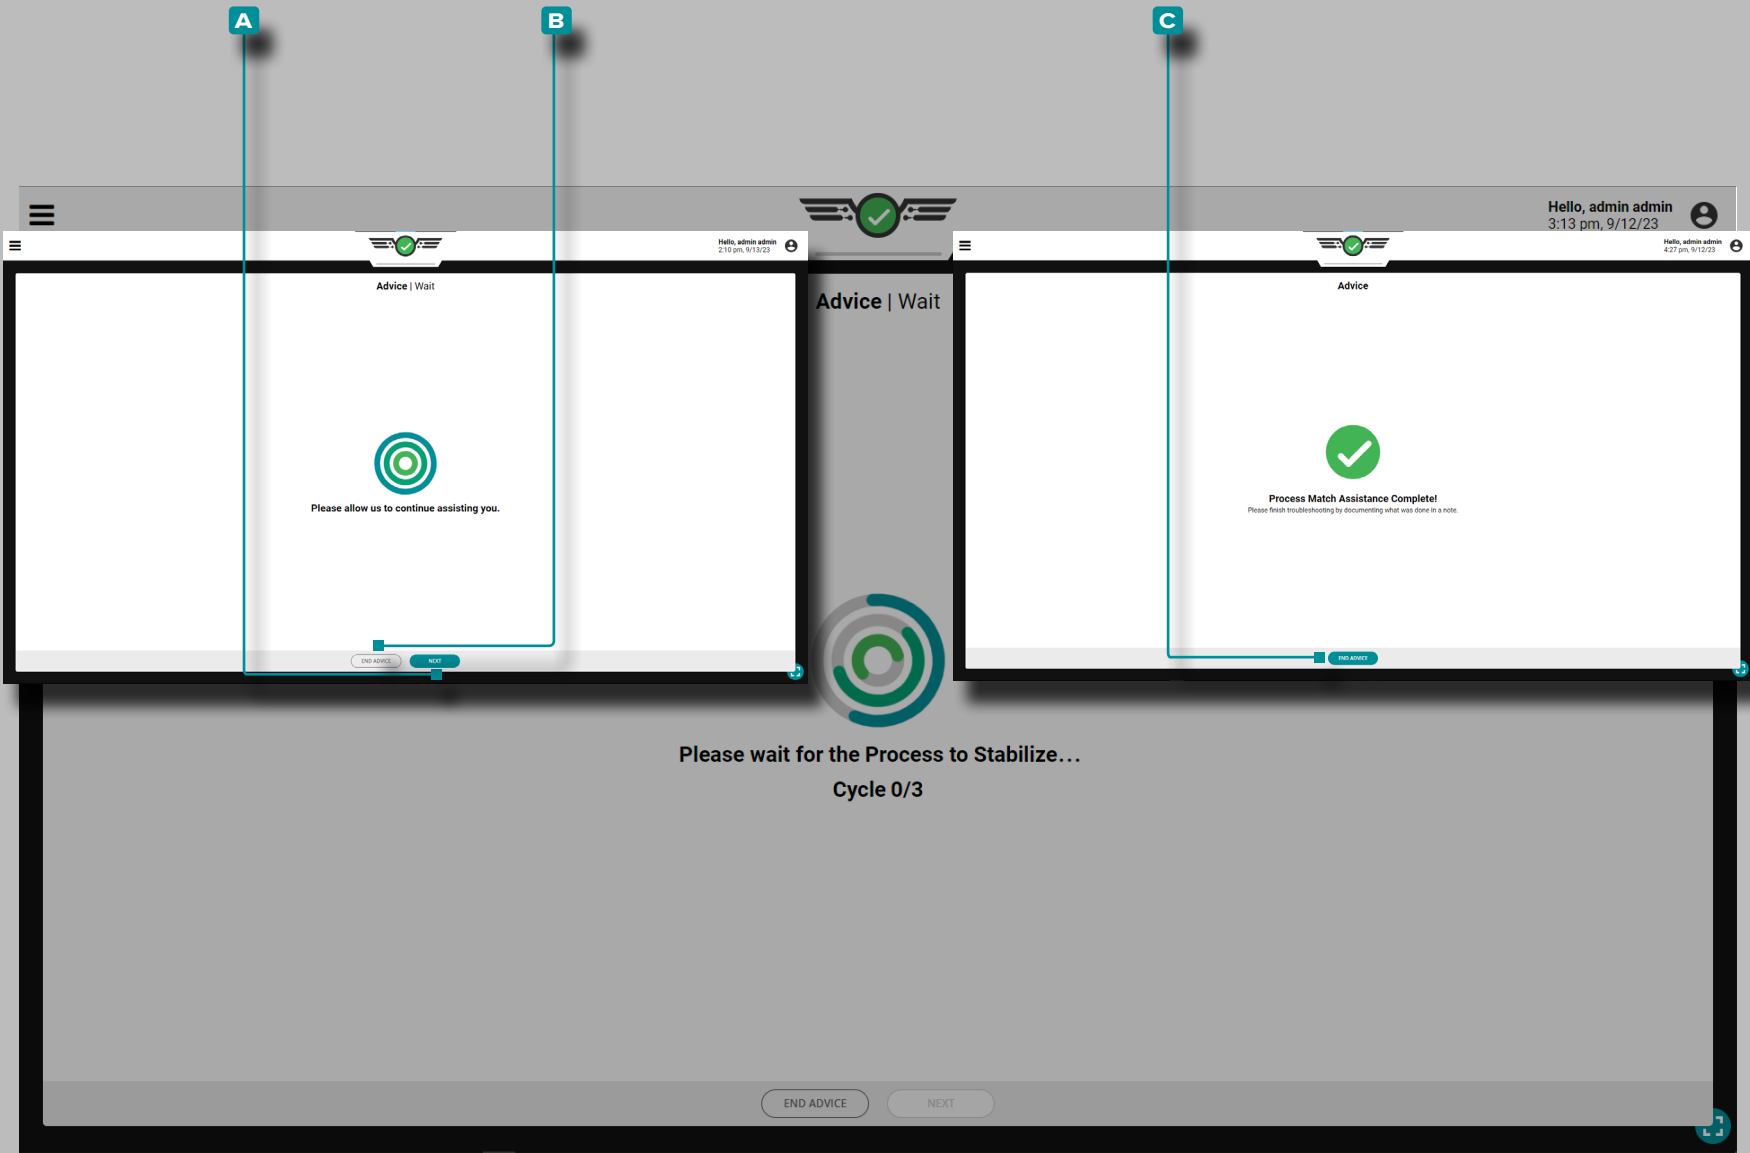 A
B
C
Hello, admin admin
3:13 pm, 9/12/23
Hello, admin admin
2:10 pm, 9/13/23
Hello, admin admin
4:27 pm, 9/12/23
Advice | Wait
Advice | Wait
Advice
Please allow us to continue assisting you.
Process Match Assistance Complete!
Please finish troubleshooting by documenting what was done in a note.
END ADVICE
NEXT
END ADVICE
Please wait for the Process to Stabilize...
Cycle 0/3
END ADVICE
NEXT